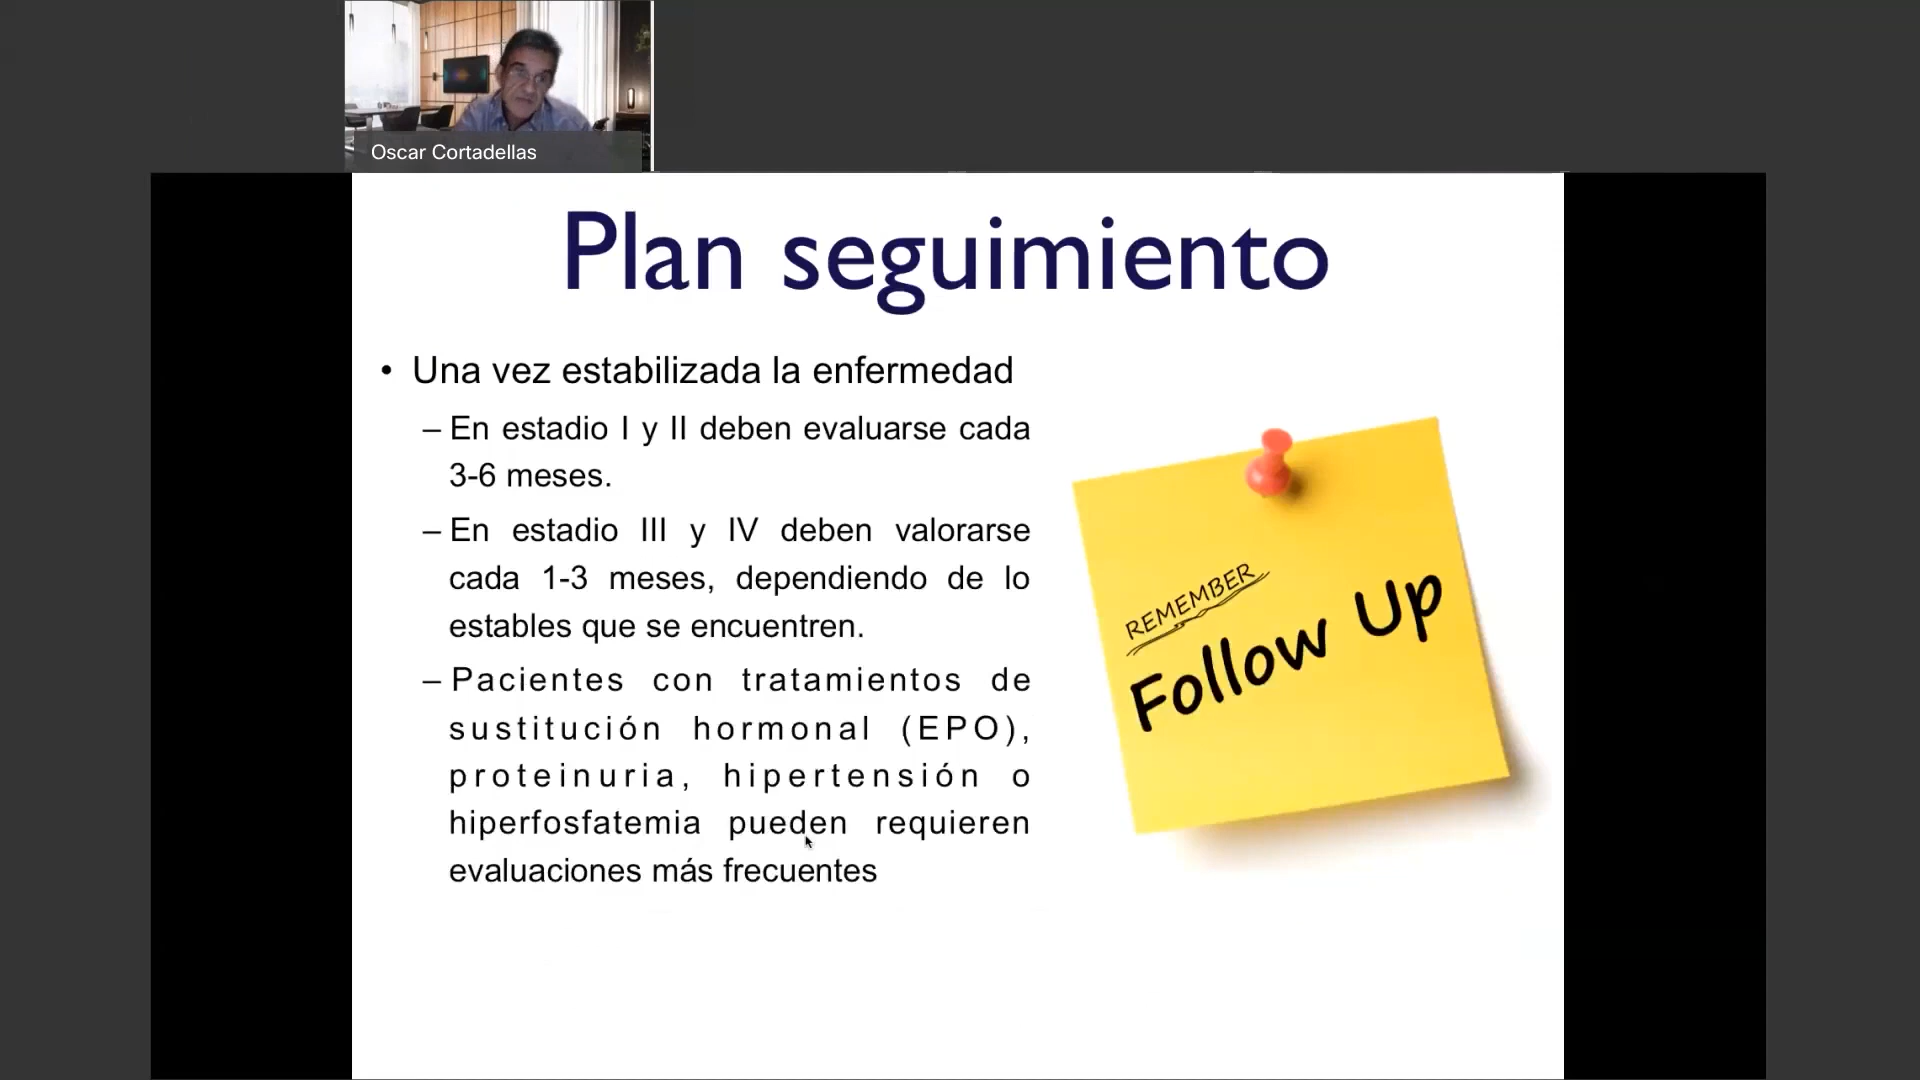 Oscar Cortadellas
Plan seguimiento
• Una vez estabilizada la enfermedad
– En estadio I y II deben evaluarse cada
3-6 meses.
– En estadio III y IV deben valorarse
cada 1-3 meses, dependiendo de lo
estables que se encuentren.
– Pacientes con tratamientos de
sustitución hormonal (EPO),
proteinuria, hipertensión o
hiperfosfatemia pueden requieren
evaluaciones más frecuentes
REMEMBER
Follow Up